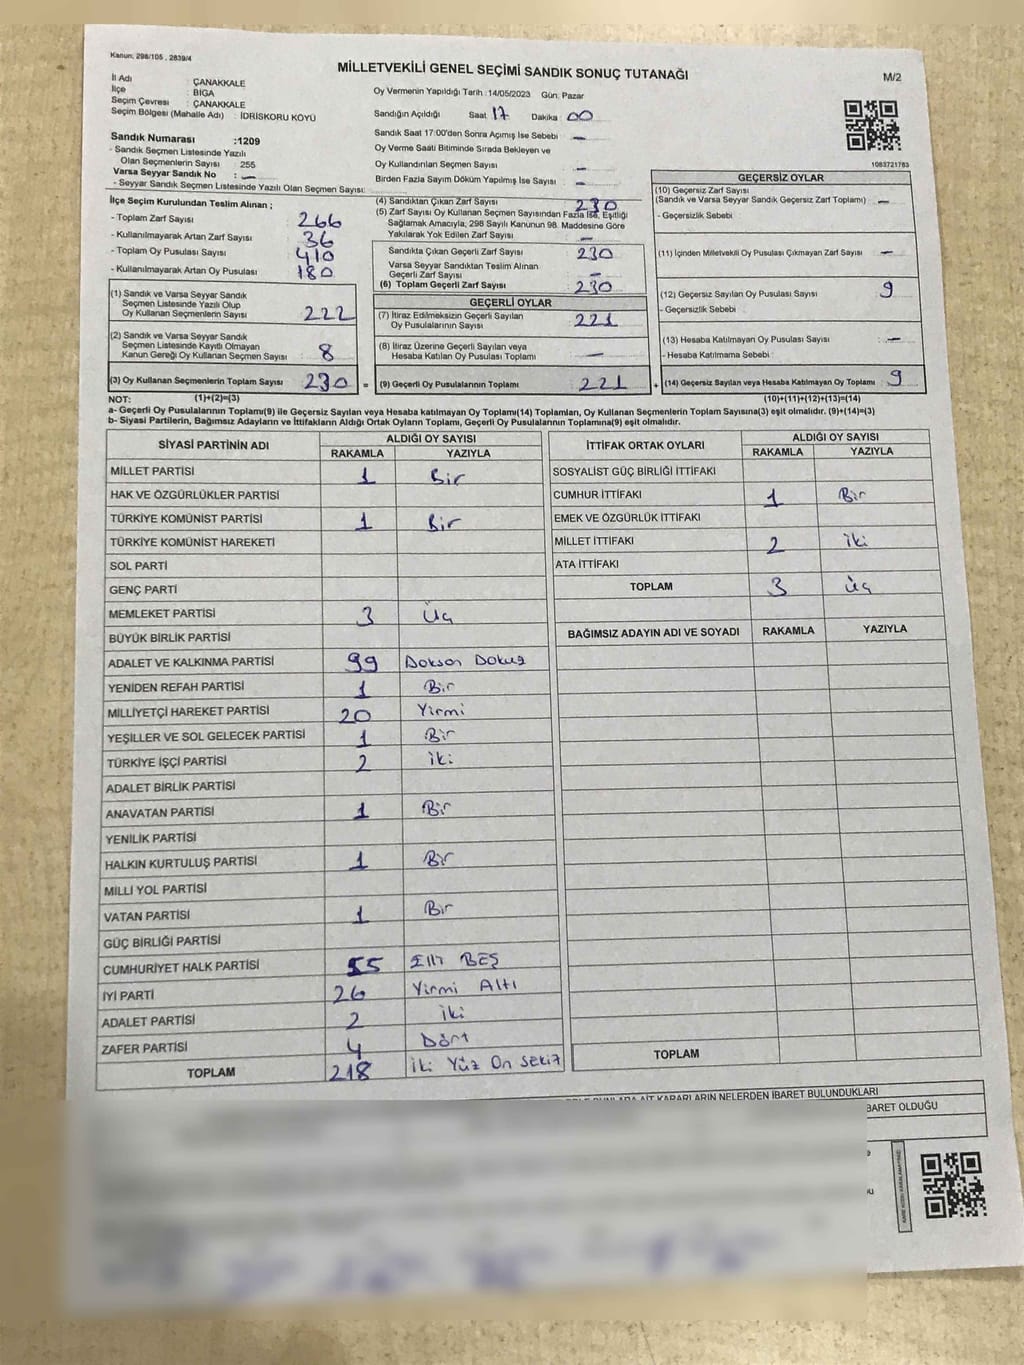 Kanun: 298/105 , 2839/4
MİLLETVEKİLİ GENEL SEÇİMİ SANDIK SONUÇ TUTANAĞI
M/2
İl Adı : ÇANAKKALE
İlçe : BIGA
Seçim Çevresi : ÇANAKKALE
Seçim Bölgesi (Mahalle Adı) : İDRİSKORU KÖYÜ
Oy Vermenin Yapıldığı Tarih :14/05/2023 Gün: Pazar
Sandığın Açıldığı Saat 17 Dakika 00
Sandık Saat 17:00'den Sonra Açımış İse Sebebi —
Oy Verme Saati Bitiminde Sırada Bekleyen ve
Oy Kullandırılan Seçmen Sayısı —
Birden Fazla Sayım Döküm Yapılmış İse Sayısı —
1083721783
Sandık Numarası :1209
- Sandık Seçmen Listesinde Yazılı
Olan Seçmenlerin Sayısı : 255
Varsa Seyyar Sandık No : —
- Seyyar Sandık Seçmen Listesinde Yazılı Olan Seçmen Sayısı:
İlçe Seçim Kurulundan Teslim Alınan ;
- Toplam Zarf Sayısı 266
- Kullanılmayarak Artan Zarf Sayısı 36
- Toplam Oy Pusulası Sayısı 410
- Kullanılmayarak Artan Oy Pusulası 180
(1) Sandık ve Varsa Seyyar Sandık
Seçmen Listesinde Yazılı Olup
Oy Kullanan Seçmenlerin Sayısı 222
(2) Sandık ve Varsa Seyyar Sandık
Seçmen Listesinde Kayıtlı Olmayan
Kanun Gereği Oy Kullanan Seçmen Sayısı 8
(3) Oy Kullanan Seçmenlerin Toplam Sayısı 230 =
(4) Sandıktan Çıkan Zarf Sayısı 230
(5) Zarf Sayısı Oy Kullanan Seçmen Sayısından Fazla İse, Eşitliği
Sağlamak Amacıyla, 298 Sayılı Kanunun 98. Maddesine Göre
Yakılarak Yok Edilen Zarf Sayısı —
Sandıkta Çıkan Geçerli Zarf Sayısı 230
Varsa Seyyar Sandıktan Teslim Alınan
Geçerli Zarf Sayısı —
(6) Toplam Geçerli Zarf Sayısı 230
GEÇERLİ OYLAR
(7) İtiraz Edilmeksizin Geçerli Sayılan
Oy Pusulalarının Sayısı 221
(8) İtiraz Üzerine Geçerli Sayılan veya
Hesaba Katılan Oy Pusulası Toplamı —
(9) Geçerli Oy Pusulalarının Toplamı 221 +
GEÇERSİZ OYLAR
(10) Geçersiz Zarf Sayısı
(Sandık ve Varsa Seyyar Sandık Geçersiz Zarf Toplamı) —
- Geçersizlik Sebebi
(11) İçinden Milletvekili Oy Pusulası Çıkmayan Zarf Sayısı —
(12) Geçersiz Sayılan Oy Pusulası Sayısı 9
- Geçersizlik Sebebi :
(13) Hesaba Katılmayan Oy Pusulası Sayısı : —
- Hesaba Katılmama Sebebi :
(14) Geçersiz Sayılan veya Hesaba Katılmayan Oy Toplamı 9
NOT: (1)+(2)=(3) (10)+(11)+(12)+(13)=(14)
a- Geçerli Oy Pusulalarının Toplamı(9) ile Geçersiz Sayılan veya Hesaba katılmayan Oy Toplamı(14) Toplamları, Oy Kullanan Seçmenlerin Toplam Sayısına(3) eşit olmalıdır. (9)+(14)=(3)
b- Siyasi Partilerin, Bağımsız Adayların ve İttifakların Aldığı Ortak Oyların Toplamı, Geçerli Oy Pusulalarının Toplamına(9) eşit olmalıdır.
SİYASİ PARTİNİN ADI ALDIĞI OY SAYISI
RAKAMLA YAZIYLA
MİLLET PARTİSİ 1 Bir
HAK VE ÖZGÜRLÜKLER PARTİSİ
TÜRKİYE KOMÜNİST PARTİSİ 1 Bir
TÜRKİYE KOMÜNİST HAREKETİ
SOL PARTİ
GENÇ PARTİ
MEMLEKET PARTİSİ 3 Üç
BÜYÜK BİRLİK PARTİSİ
ADALET VE KALKINMA PARTİSİ 99 Doksan Dokuz
YENİDEN REFAH PARTİSİ 1 Bir
MİLLİYETÇİ HAREKET PARTİSİ 20 Yirmi
YEŞİLLER VE SOL GELECEK PARTİSİ 1 Bir
TÜRKİYE İŞÇİ PARTİSİ 2 iki
ADALET BİRLİK PARTİSİ
ANAVATAN PARTİSİ 1 Bir
YENİLİK PARTİSİ
HALKIN KURTULUŞ PARTİSİ 1 Bir
MİLLİ YOL PARTİSİ
VATAN PARTİSİ 1 Bir
GÜÇ BİRLİĞİ PARTİSİ
CUMHURİYET HALK PARTİSİ 55 Elli BEŞ
İYİ PARTİ 26 Yirmi Altı
ADALET PARTİSİ 2 iki
ZAFER PARTİSİ 4 Dört
TOPLAM 218 iki Yüz On sekiz
İTTİFAK ORTAK OYLARI ALDIĞI OY SAYISI
RAKAMLA YAZIYLA
SOSYALİST GÜÇ BİRLİĞİ İTTİFAKI
CUMHUR İTTİFAKI 1 Bir
EMEK VE ÖZGÜRLÜK İTTİFAKI
MİLLET İTTİFAKI 2 iki
ATA İTTİFAKI
TOPLAM 3 üç
BAĞIMSIZ ADAYIN ADI VE SOYADI RAKAMLA YAZIYLA
TOPLAM
KARARLARIN NELERDEN İBARET BULUNDUKLARI
BARET OLDUĞU